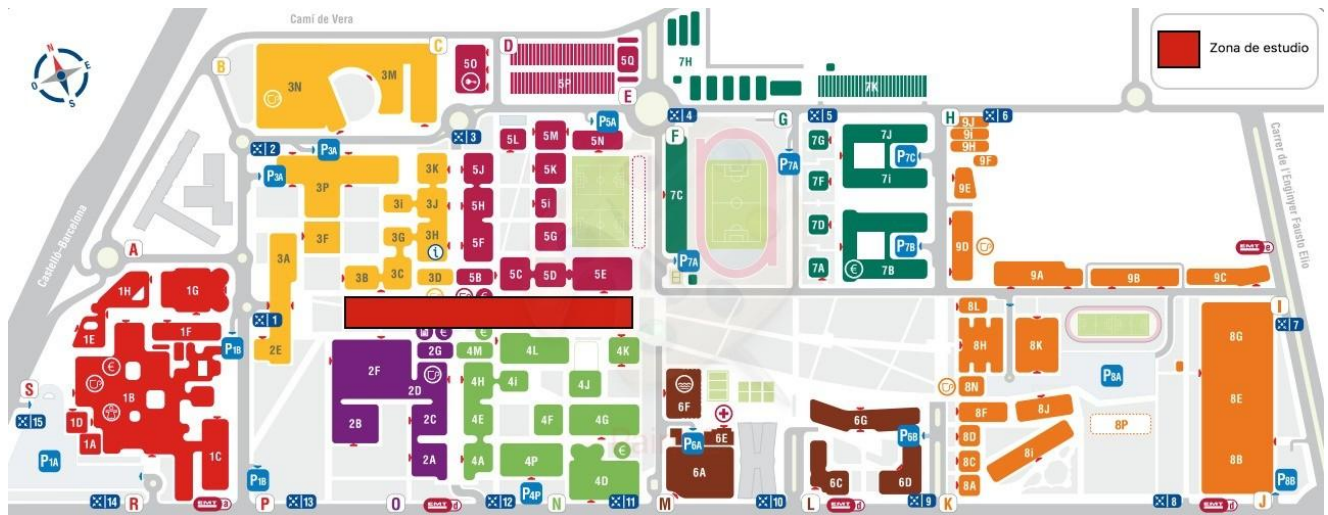 Camí de Vera
Zona de estudio
N
E
S
O
B
C
D
E
3N
3M
5O
5P
5Q
7H
7K
2
P3A
P3A
3
P5A
4
F
G
5
H
6
9J
9i
9H
9F
9E
P7A
7G
7F
7D
7A
7J
P7C
7i
P7B
7B
7C
P7A
9D
9A
9B
9C
EMT
3P
3K
3i
3J
3G
3H
3F
3A
3B
3C
3D
5L
5M
5N
5J
5K
5H
5i
5F
5G
5B
5C
5D
5E
Castelló-Barcelona
Carrer de l'Enginyer Fausto Elio
A
1H
1G
1E
1F
1
P1B
2E
1B
S
15
1D
1A
P1A
1C
P1B
14
R
EMT
P
13
O
EMT d
12
P4P
N
11
2F
2G
2D
2B
2C
2A
4M
4L
4K
4H
4i
4J
4E
4F
4G
4A
4P
4D
6F
6E
P6A
6A
M
10
6G
P6B
6C
6D
L
EMT d
9
K
8L
8H
8K
8N
8F
8J
8D
8C
8i
8A
8P
P8A
8
EMT d
I
7
8G
8E
8B
P8B
J